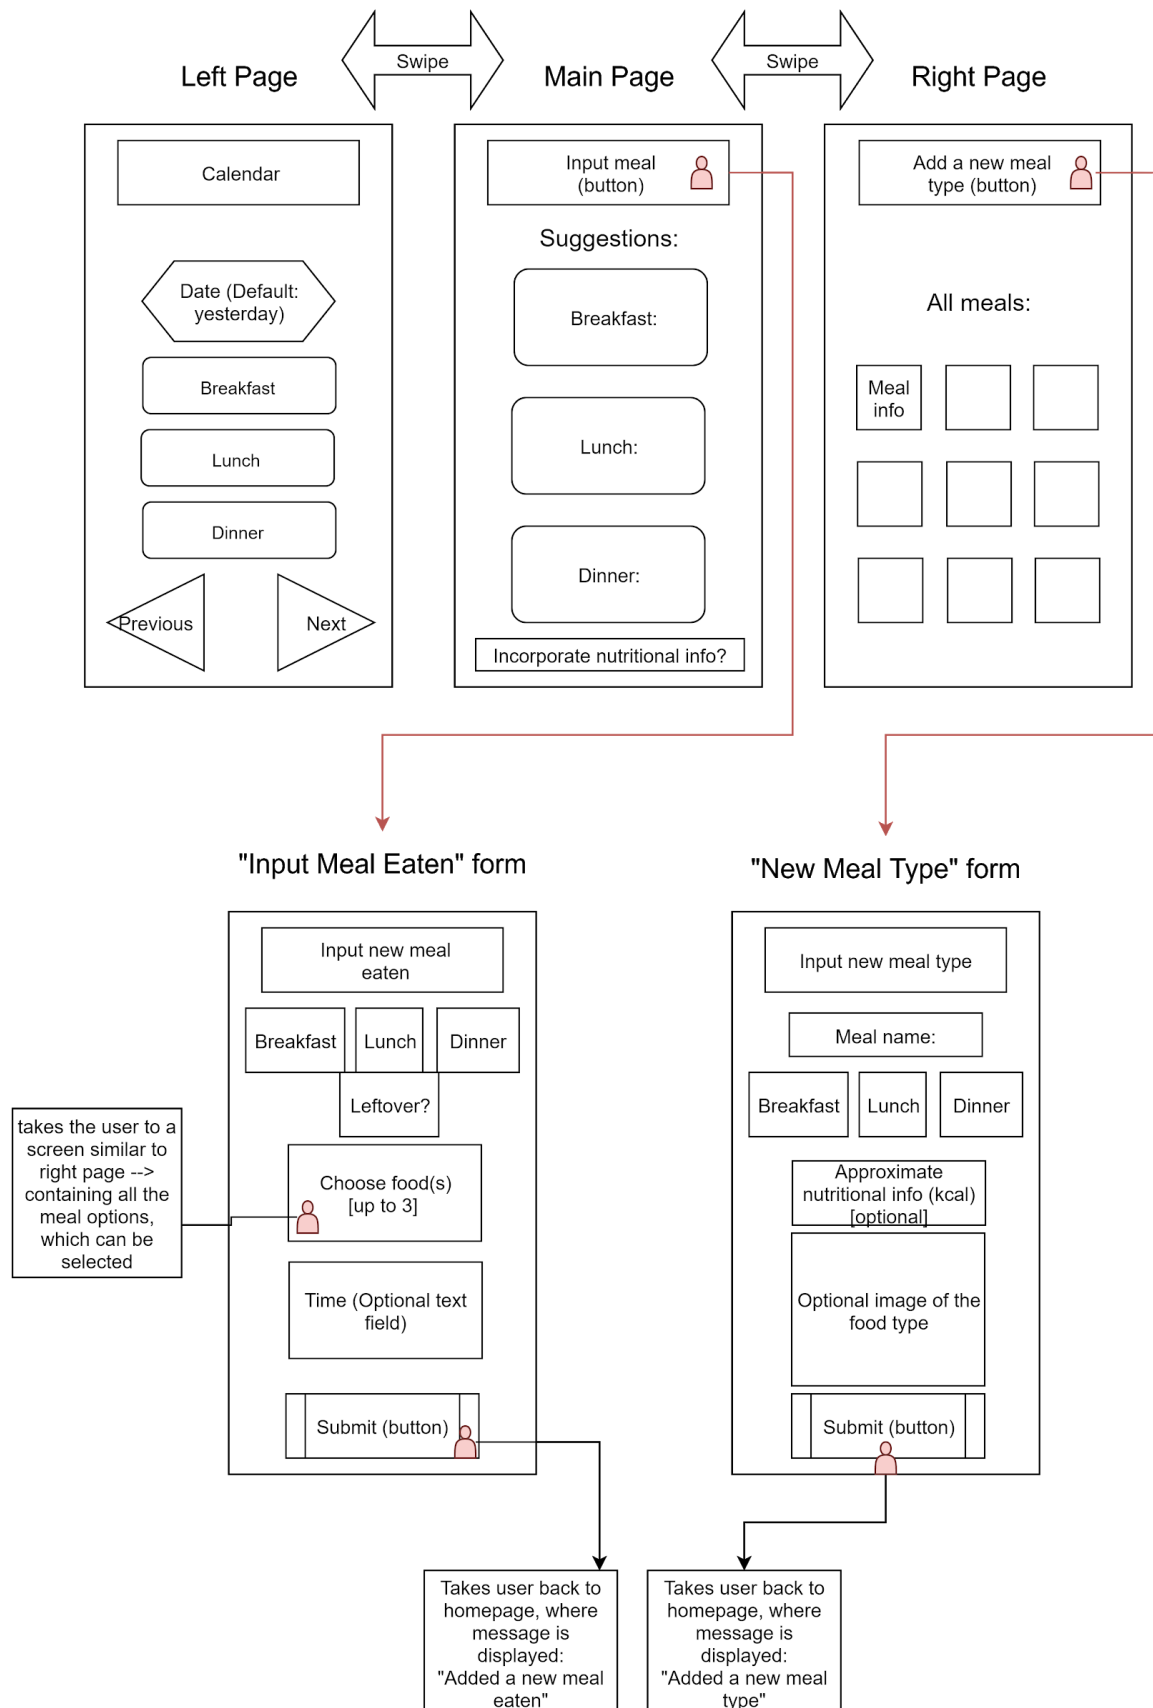 Swipe
Swipe
Left Page
Main Page
Right Page
Calendar
Date (Default:
yesterday)
Breakfast
Lunch
Dinner
Previous
Next
Input meal
(button)
Suggestions:
Breakfast:
Lunch:
Dinner:
Incorporate nutritional info?
Add a new meal
type (button)
All meals:
Meal
info
"Input Meal Eaten" form
Input new meal
eaten
Breakfast
Lunch
Dinner
Leftover?
Choose food(s)
[up to 3]
takes the user to a
screen similar to
right page -->
containing all the
meal options,
which can be
selected
Time (Optional text
field)
Submit (button)
Takes user back to
homepage, where
message is
displayed:
"Added a new meal
eaten"
"New Meal Type" form
Input new meal type
Meal name:
Breakfast
Lunch
Dinner
Approximate
nutritional info (kcal)
[optional]
Optional image of the
food type
Submit (button)
Takes user back to
homepage, where
message is
displayed:
"Added a new meal
type"